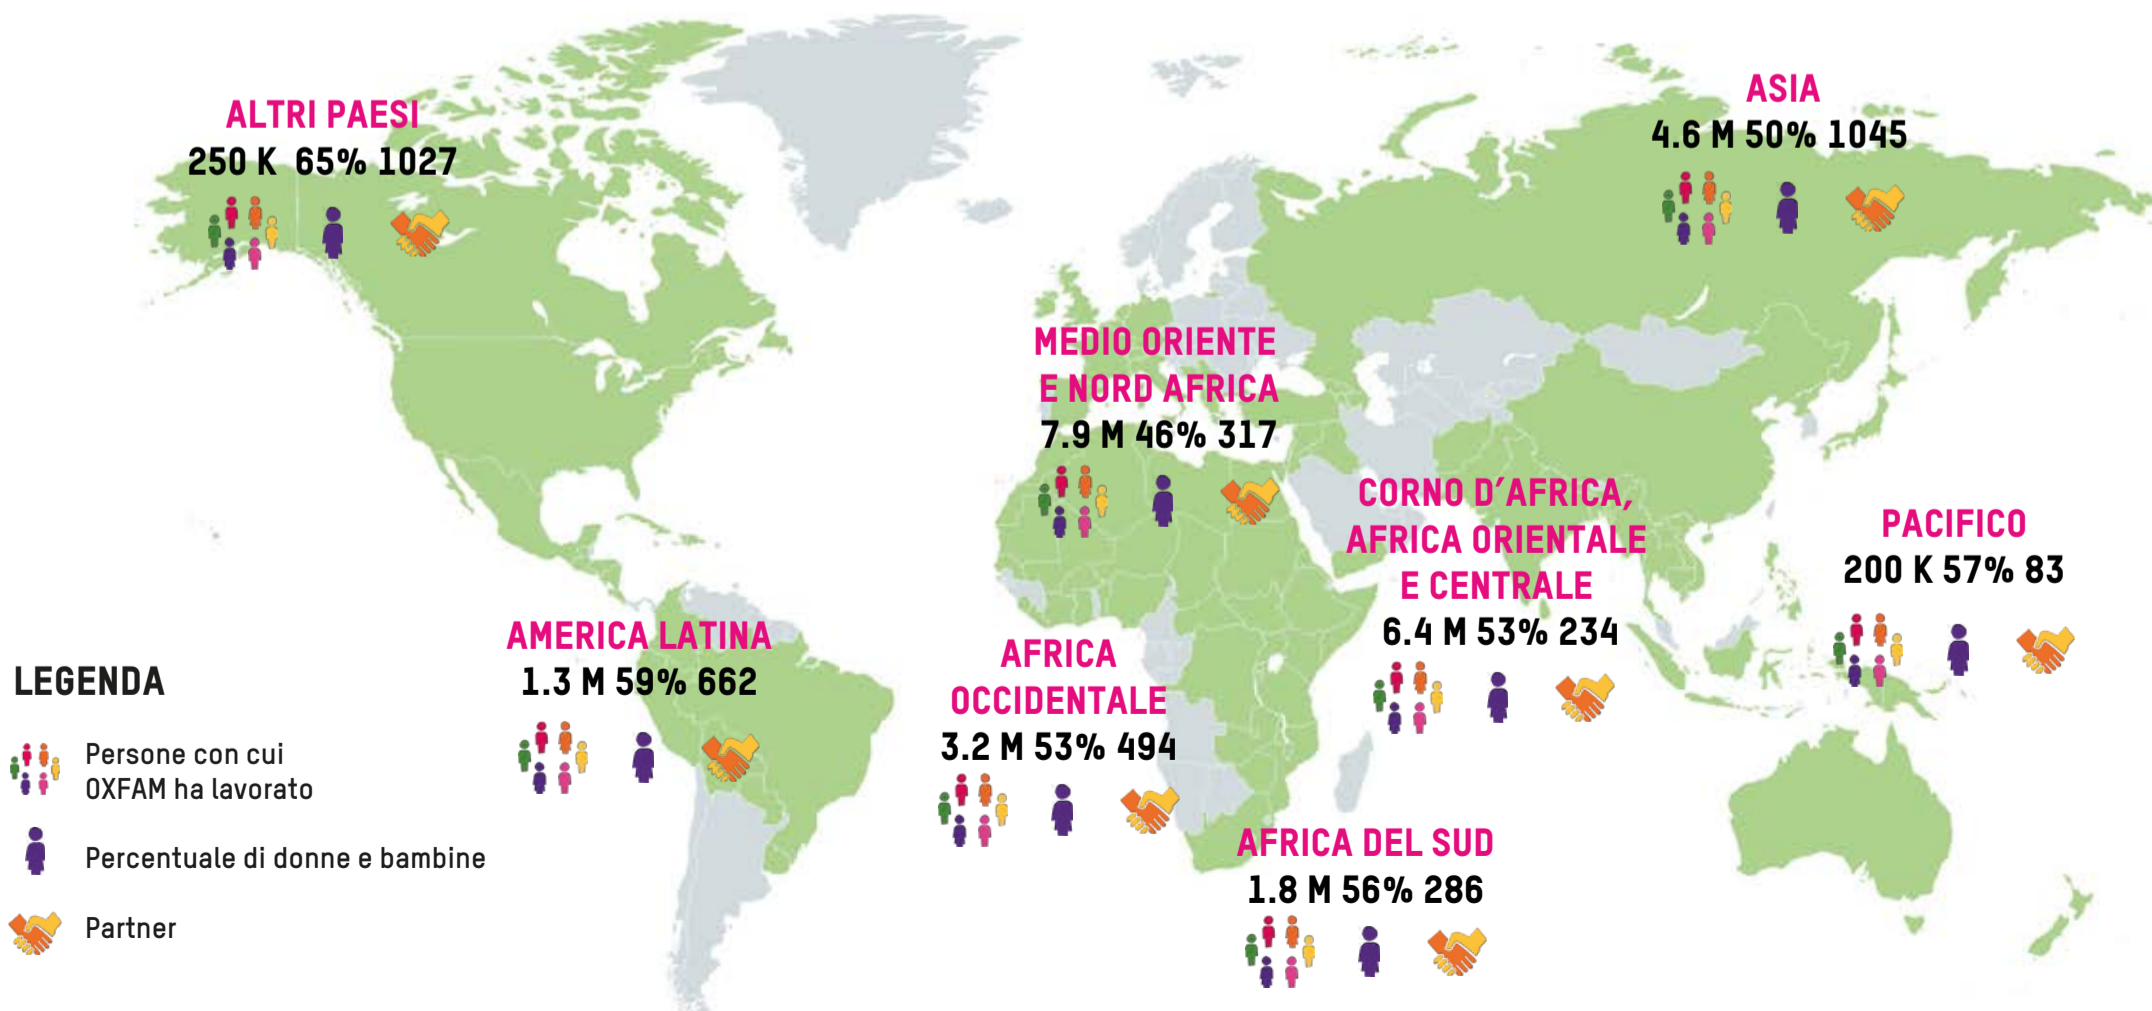 ALTRI PAESI
250 K 65% 1027
ASIA
4.6 M 50% 1045
MEDIO ORIENTE
E NORD AFRICA
7.9 M 46% 317
CORNO D'AFRICA,
AFRICA ORIENTALE
E CENTRALE
6.4 M 53% 234
PACIFICO
200 K 57% 83
AMERICA LATINA
1.3 M 59% 662
AFRICA
OCCIDENTALE
3.2 M 53% 494
AFRICA DEL SUD
1.8 M 56% 286
LEGENDA
Persone con cui
OXFAM ha lavorato
Percentuale di donne e bambine
Partner